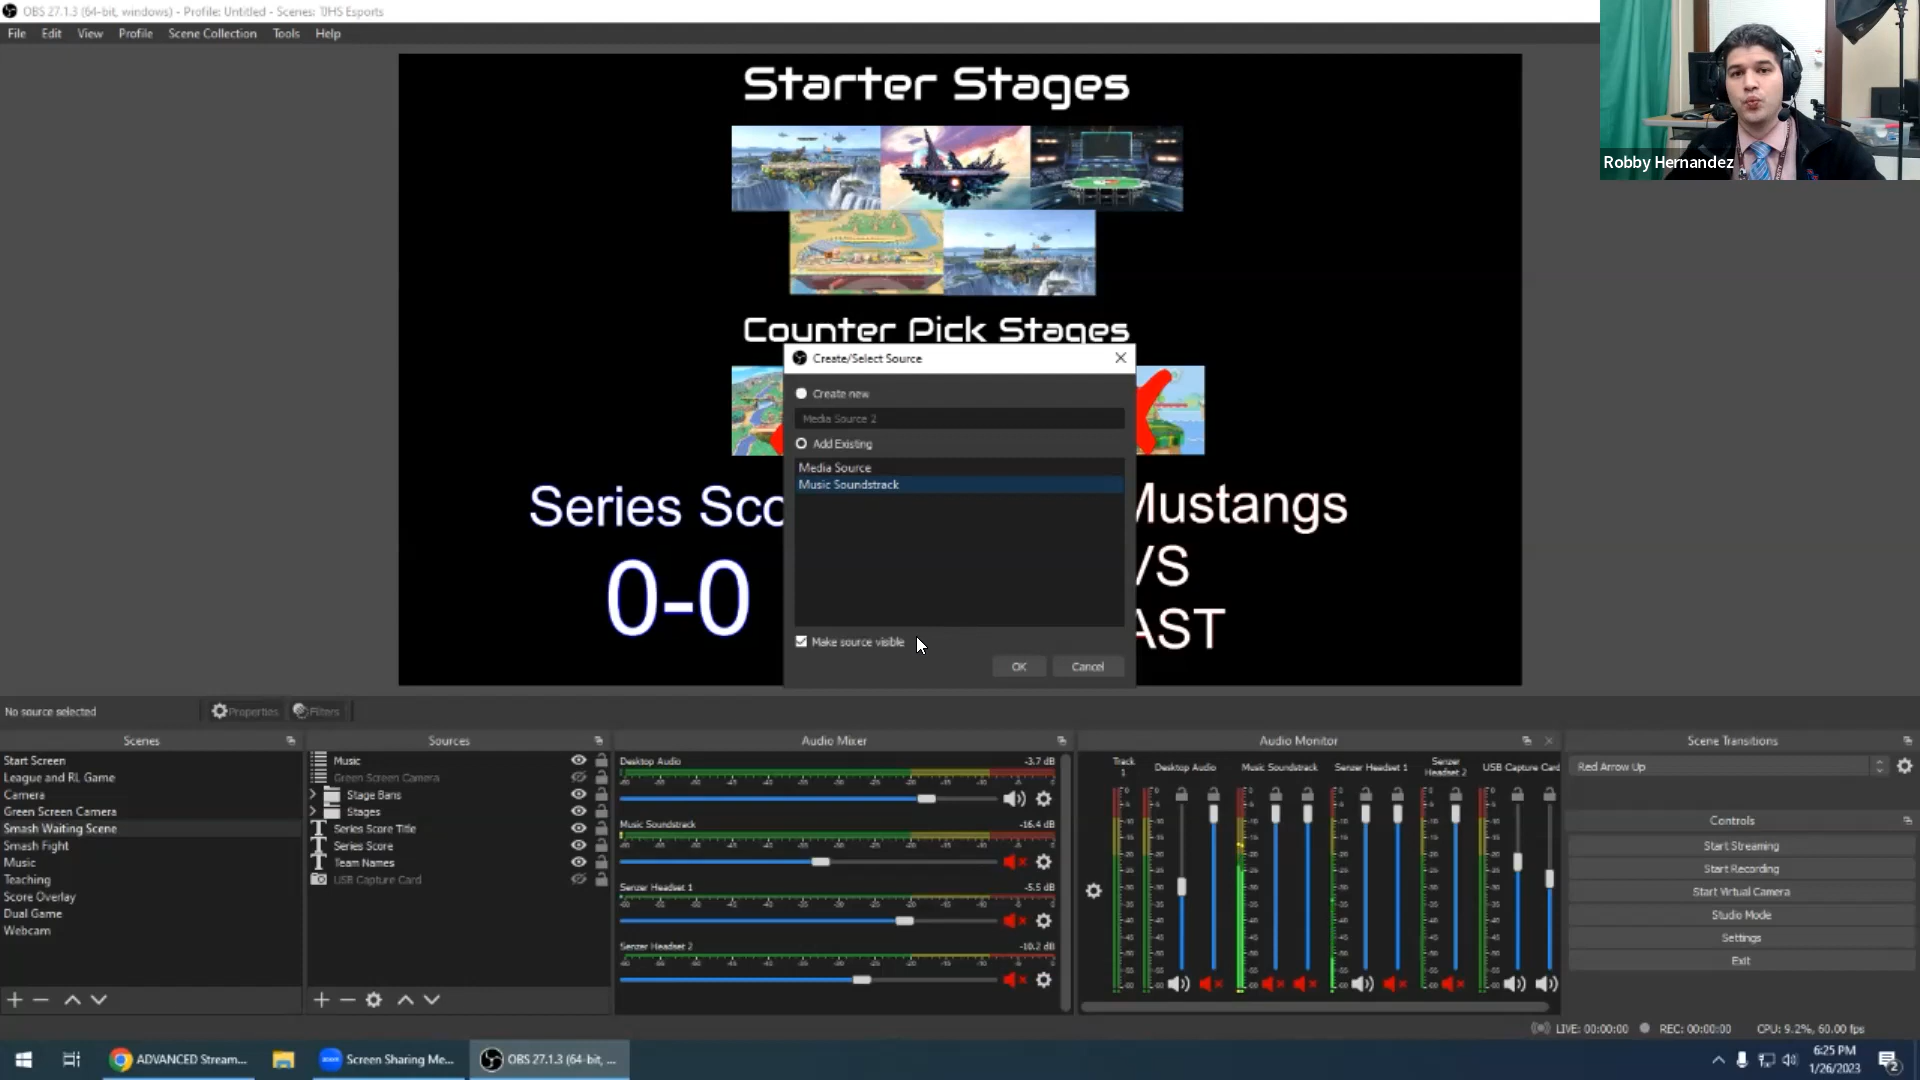 OBS 27.1.3 (64-bit, windows) - Profile: Untitled - Scenes: TJHS Esports
File Edit View Profile Scene Collection Tools Help
Robby Hernandez
Starter Stages
Counter Pick Stages
Create/Select Source
Create new
Media Source 2
Add Existing
Media Source
Music Soundstrack
Make source visible
OK Cancel
Series Sco
0-0
Mustangs
VS
AST
No source selected
Properties
Filters
Scenes
Start Screen
League and RL Game
Camera
Green Screen Camera
Smash Waiting Scene
Smash Fight
Music
Teaching
Score Overlay
Dual Game
Webcam
Sources
Music
Green Screen Camera
Stage Bans
Stages
Series Score Title
Series Score
Team Names
USB Capture Card
Audio Mixer
Desktop Audio -3.7 dB
Music Soundstrack -16.4 dB
Senzer Headset 1 -5.5 dB
Senzer Headset 2 -10.2 dB
Audio Monitor
Track 1
Desktop Audio
Music Soundstrack
Senzer Headset 1
Senzer Headset 2
USB Capture Card
Scene Transitions
Red Arrow Up
Controls
Start Streaming
Start Recording
Start Virtual Camera
Studio Mode
Settings
Exit
LIVE: 00:00:00 REC: 00:00:00 CPU: 9.2%, 60.00 fps
ADVANCED Stream...
zoom
Screen Sharing Me...
OBS 27.1.3 (64-bit, ...
6:25 PM
1/26/2023
2